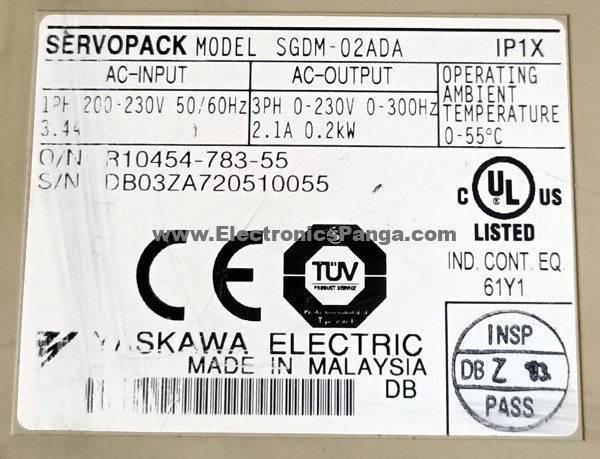 SERVOPACK MODEL SGDM-02ADA IP1X
AC-INPUT
1PH 200-230V 50/60Hz
3.44
AC-OUTPUT
3PH 0-230V 0-300Hz
2.1A 0.2kW
OPERATING
AMBIENT
TEMPERATURE
0-55°C
O/N R10454-783-55
S/N DB03ZA720510055
C UL US
®
LISTED
IND. CONT. EQ.
61Y1
www.ElectronicsPanga.com
CE
TÜV
PRODUCT SERVICE
YASKAWA ELECTRIC
MADE IN MALAYSIA
DB
INSP
DB Z 03.
PASS